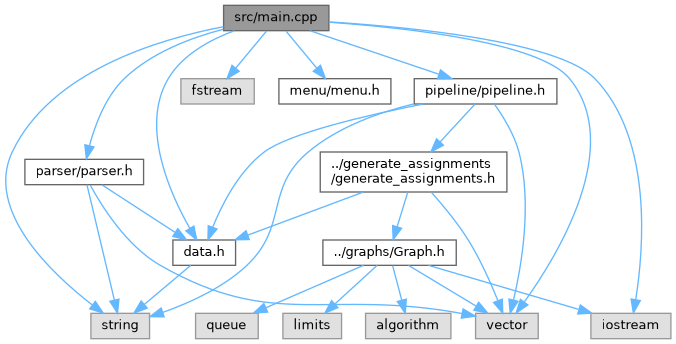 src/main.cpp
fstream
menu/menu.h
pipeline/pipeline.h
parser/parser.h
../generate_assignments
/generate_assignments.h
data.h
../graphs/Graph.h
string
queue
limits
algorithm
vector
iostream